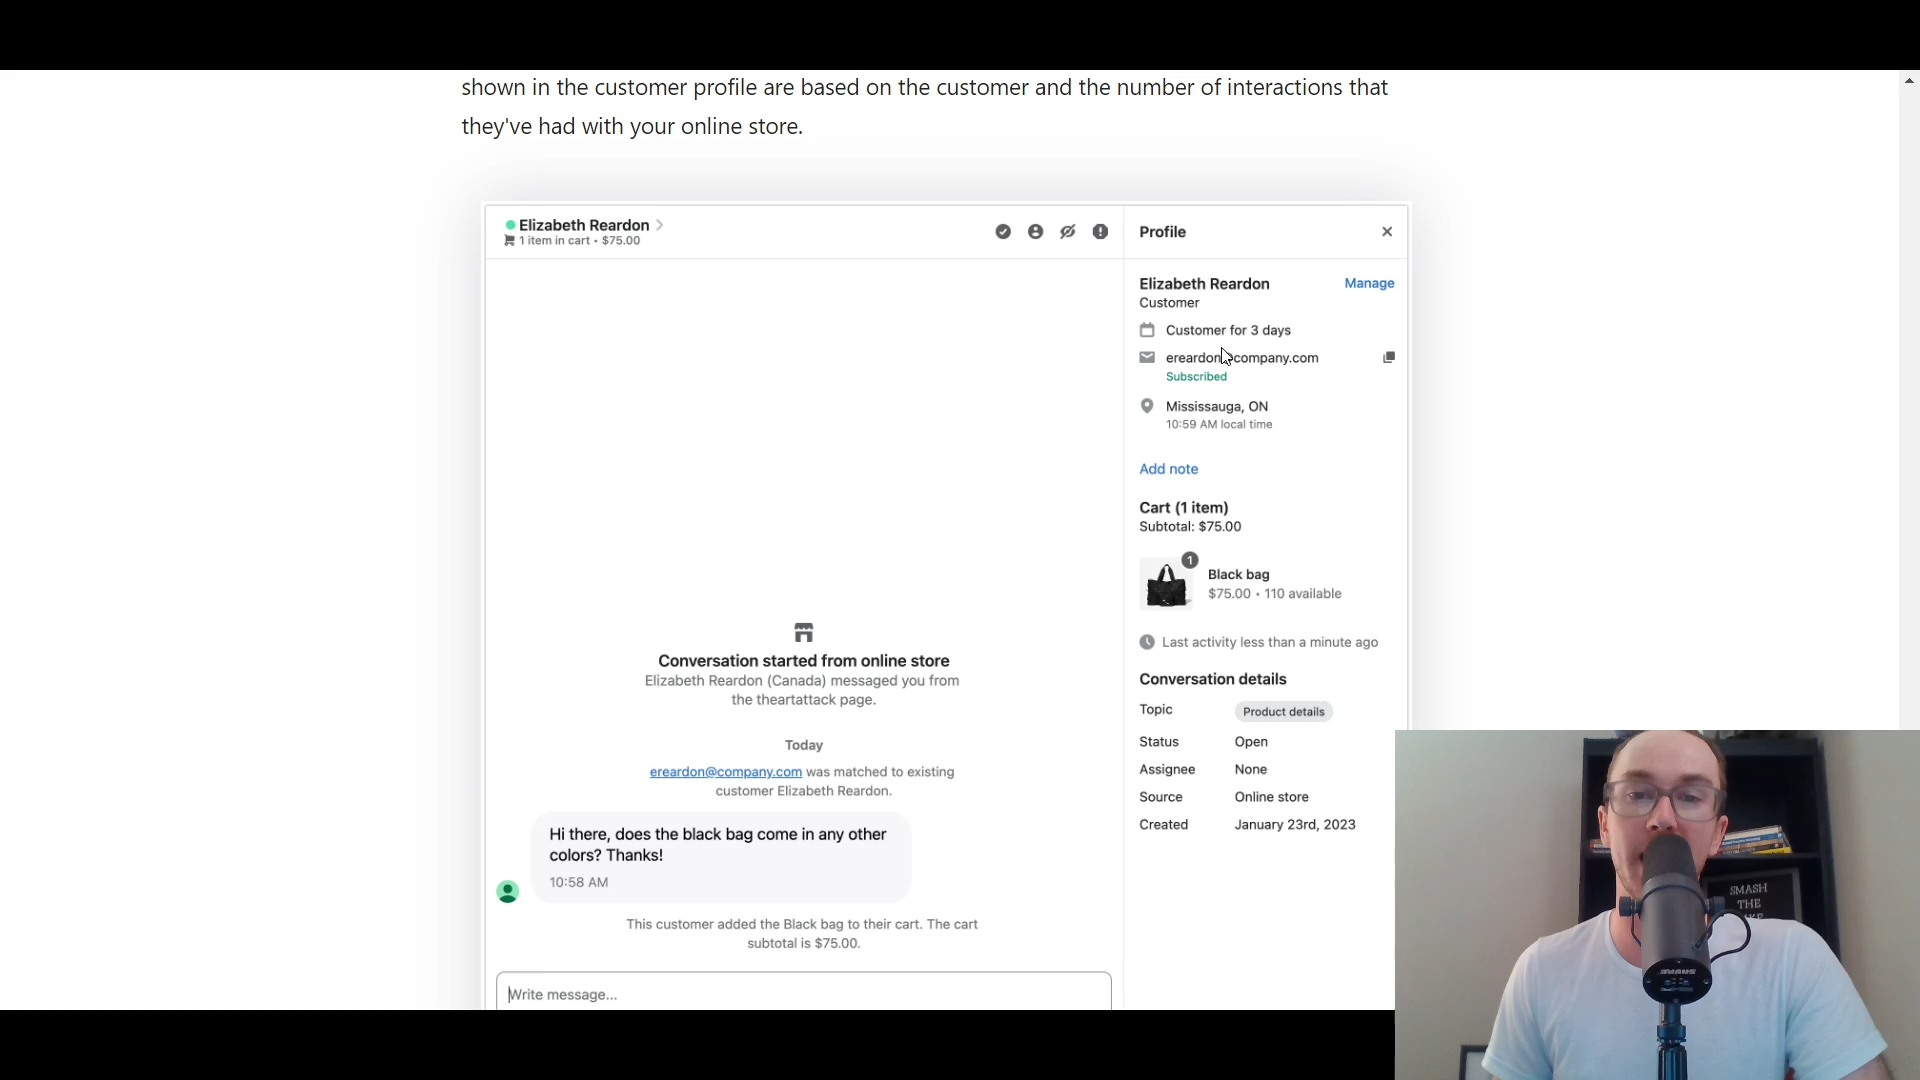 shown in the customer profile are based on the customer and the number of interactions that
they've had with your online store.
Elizabeth Reardon
1 item in cart • $75.00
Profile
Elizabeth Reardon
Manage
Customer
Customer for 3 days
ereardon@company.com
Subscribed
Mississauga, ON
10:59 AM local time
Add note
Cart (1 item)
Subtotal: $75.00
1
Black bag
$75.00 • 110 available
Last activity less than a minute ago
Conversation details
Topic
Product details
Status
Open
Assignee
None
Source
Online store
Created
January 23rd, 2023
Conversation started from online store
Elizabeth Reardon (Canada) messaged you from
the theartattack page.
Today
ereardon@company.com was matched to existing
customer Elizabeth Reardon.
Hi there, does the black bag come in any other
colors? Thanks!
10:58 AM
This customer added the Black bag to their cart. The cart
subtotal is $75.00.
Write message...
SMASH
THE